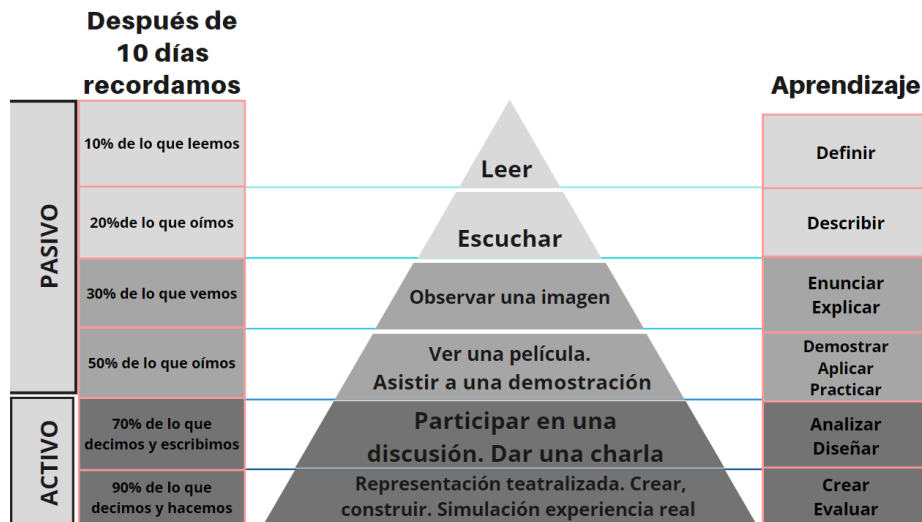 Después de
10 días
recordamos
Aprendizaje
PASIVO
10% de lo que leemos
Leer
Definir
20%de lo que oímos
Escuchar
Describir
30% de lo que vemos
Observar una imagen
Enunciar
Explicar
50% de lo que oímos
Ver una película.
Asistir a una demostración
Demostrar
Aplicar
Practicar
ACTIVO
70% de lo que
decimos y escribimos
Participar en una
discusión. Dar una charla
Analizar
Diseñar
90% de lo que
decimos y hacemos
Representación teatralizada. Crear,
construir. Simulación experiencia real
Crear
Evaluar